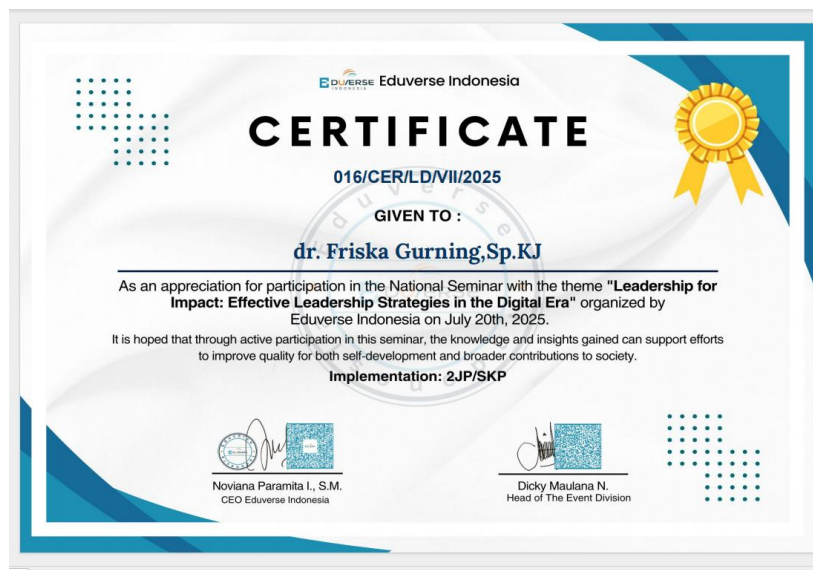 EDUVERSE
INDONESIA
Eduverse Indonesia
CERTIFICATE
016/CER/LD/VII/2025
GIVEN TO :
dr. Friska Gurning,Sp.KJ
As an appreciation for participation in the National Seminar with the theme "Leadership for
Impact: Effective Leadership Strategies in the Digital Era" organized by
Eduverse Indonesia on July 20th, 2025.
It is hoped that through active participation in this seminar, the knowledge and insights gained can support efforts
to improve quality for both self-development and broader contributions to society.
Implementation: 2JP/SKP
Noviana Paramita I., S.M.
CEO Eduverse Indonesia
Dicky Maulana N.
Head of The Event Division
Eduverse